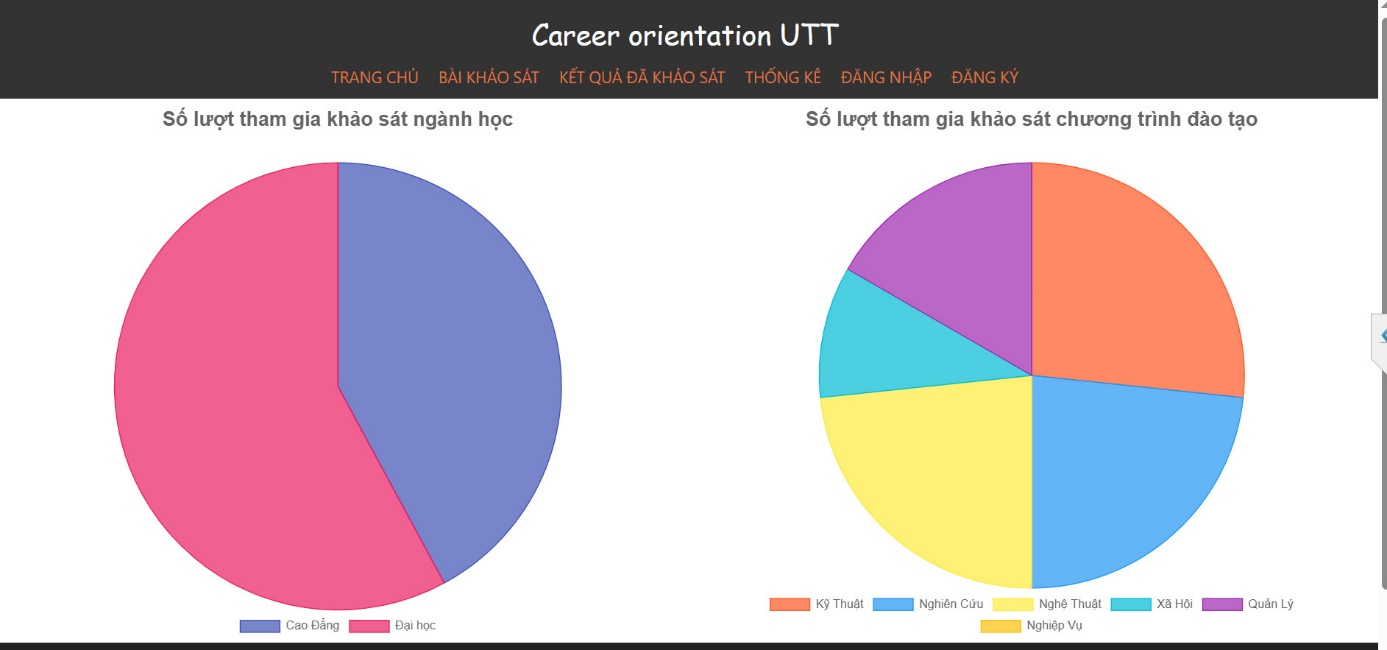 Career orientation UTT
TRANG CHỦ BÀI KHẢO SÁT KẾT QUẢ ĐÃ KHẢO SÁT THỐNG KÊ ĐĂNG NHẬP ĐĂNG KÝ
Số lượt tham gia khảo sát ngành học
Cao Đẳng Đại học
Số lượt tham gia khảo sát chương trình đào tạo
Kỹ Thuật Nghiên Cứu Nghệ Thuật Xã Hội Quản Lý
Nghiệp Vụ